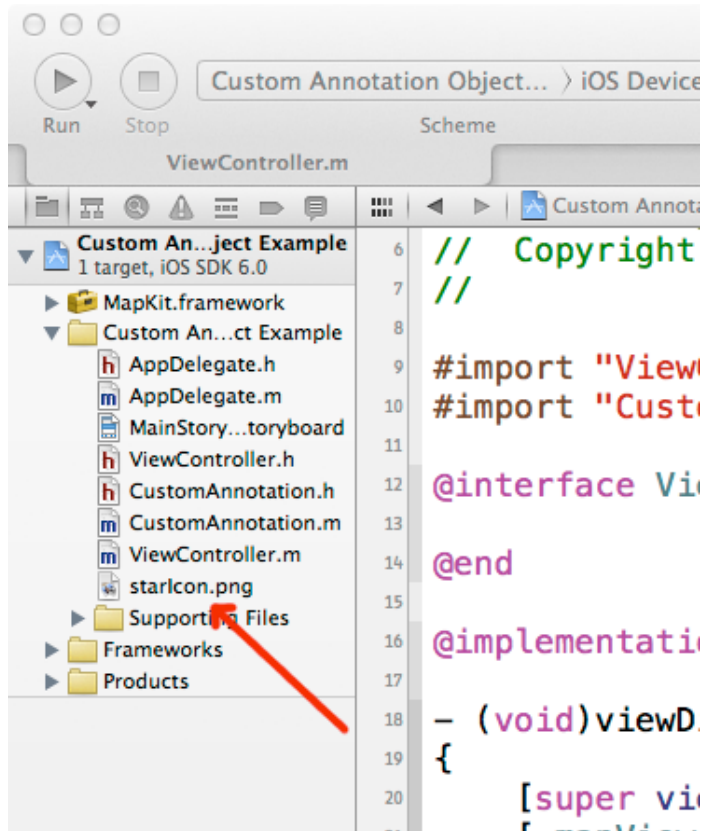 Custom Annotation Object... 〉 iOS Device
Run Stop Scheme
ViewController.m
Custom Annota
Custom An...ject Example
1 target, iOS SDK 6.0
MapKit.framework
Custom An...ct Example
h AppDelegate.h
m AppDelegate.m
MainStory...toryboard
h ViewController.h
h CustomAnnotation.h
m CustomAnnotation.m
m ViewController.m
starIcon.png
Supporting Files
Frameworks
Products
6 // Copyright
7 //
8
9 #import "View
10 #import "Cust
11
12 @interface Vie
13
14 @end
15
16 @implementati
17
18 - (void)viewD
19 {
20 [super vie